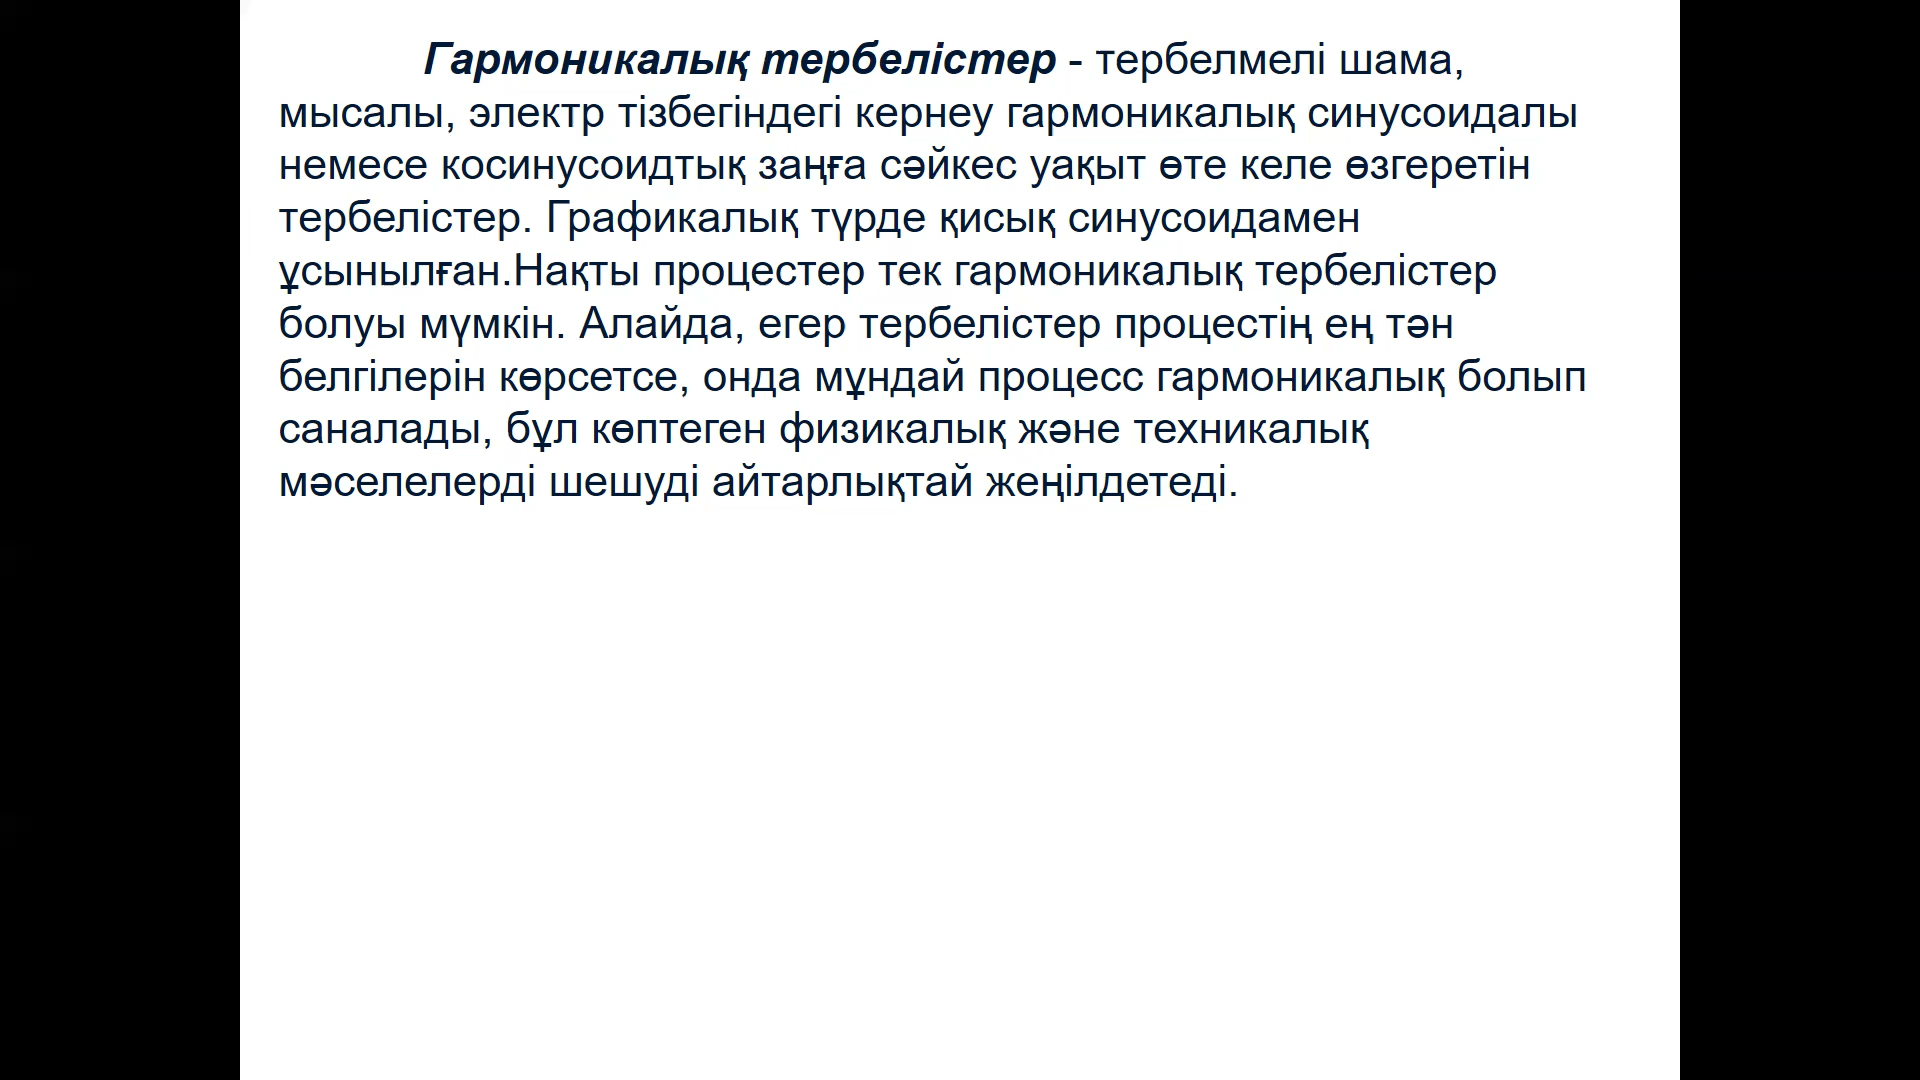 Гармоникалық тербелістер - тербелмелі шама,
мысалы, электр тізбегіндегі кернеу гармоникалық синусоидалы
немесе косинусоидтық заңға сәйкес уақыт өте келе өзгеретін
тербелістер. Графикалық түрде қисық синусоидамен
ұсынылған.Нақты процестер тек гармоникалық тербелістер
болуы мүмкін. Алайда, егер тербелістер процестің ең тән
белгілерін көрсетсе, онда мұндай процесс гармоникалық болып
саналады, бұл көптеген физикалық және техникалық
мәселелерді шешуді айтарлықтай жеңілдетеді.